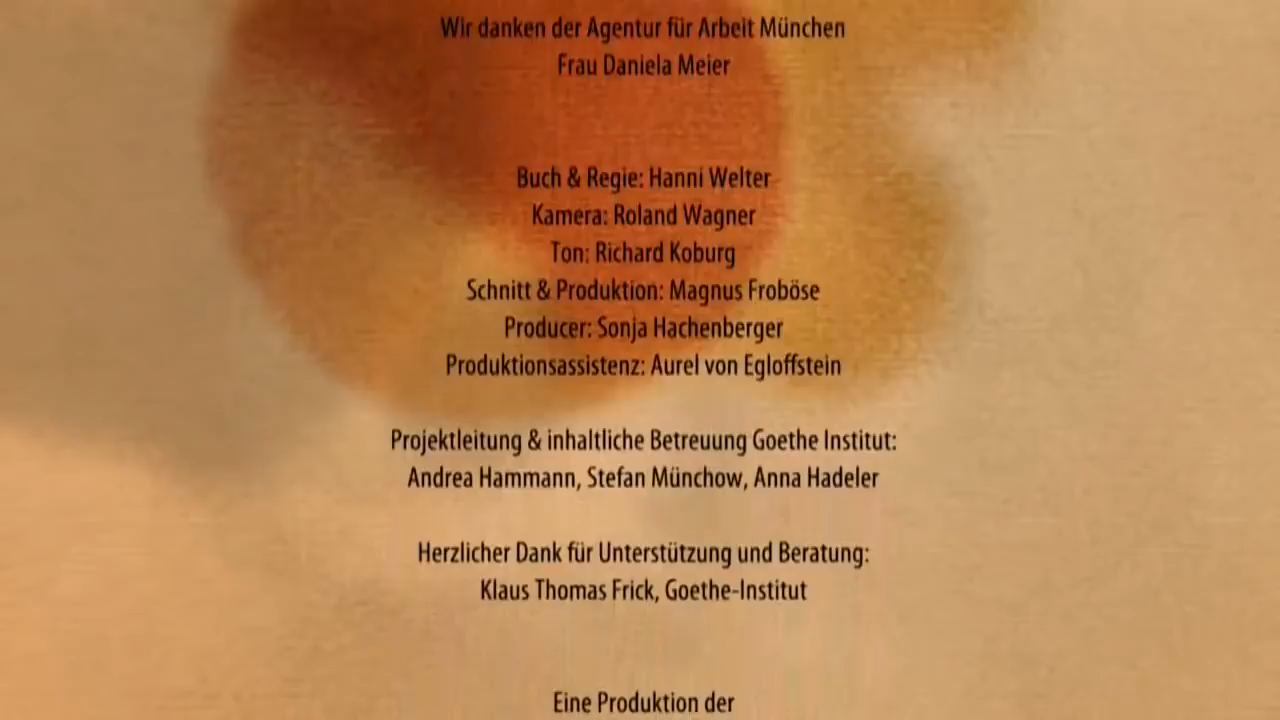 Wir danken der Agentur für Arbeit München
Frau Daniela Meier
Buch & Regie: Hanni Welter
Kamera: Roland Wagner
Ton: Richard Koburg
Schnitt & Produktion: Magnus Froböse
Producer: Sonja Hachenberger
Produktionsassistenz: Aurel von Egloffstein
Projektleitung & inhaltliche Betreuung Goethe Institut:
Andrea Hammann, Stefan Münchow, Anna Hadeler
Herzlicher Dank für Unterstützung und Beratung:
Klaus Thomas Frick, Goethe-Institut
Eine Produktion der